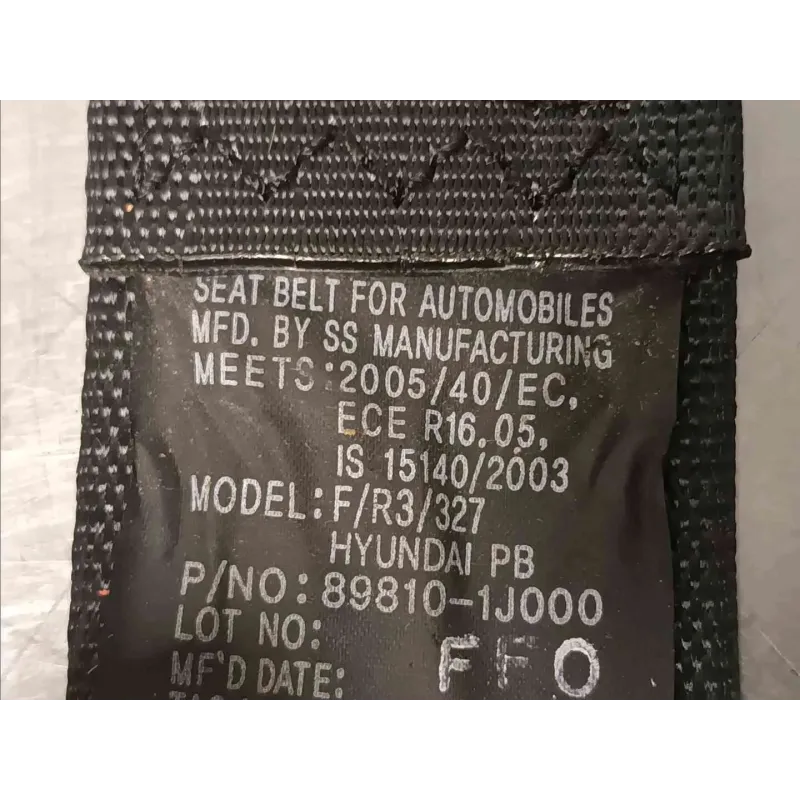 SEAT BELT FOR AUTOMOBILES
MFD. BY SS MANUFACTURING
MEETS:2005/40/EC,
ECE R16.05,
IS 15140/2003
MODEL:F/R3/327
HYUNDAI PB
P/NO:89810-1J000
LOT NO:
FFO
MF'D DATE: